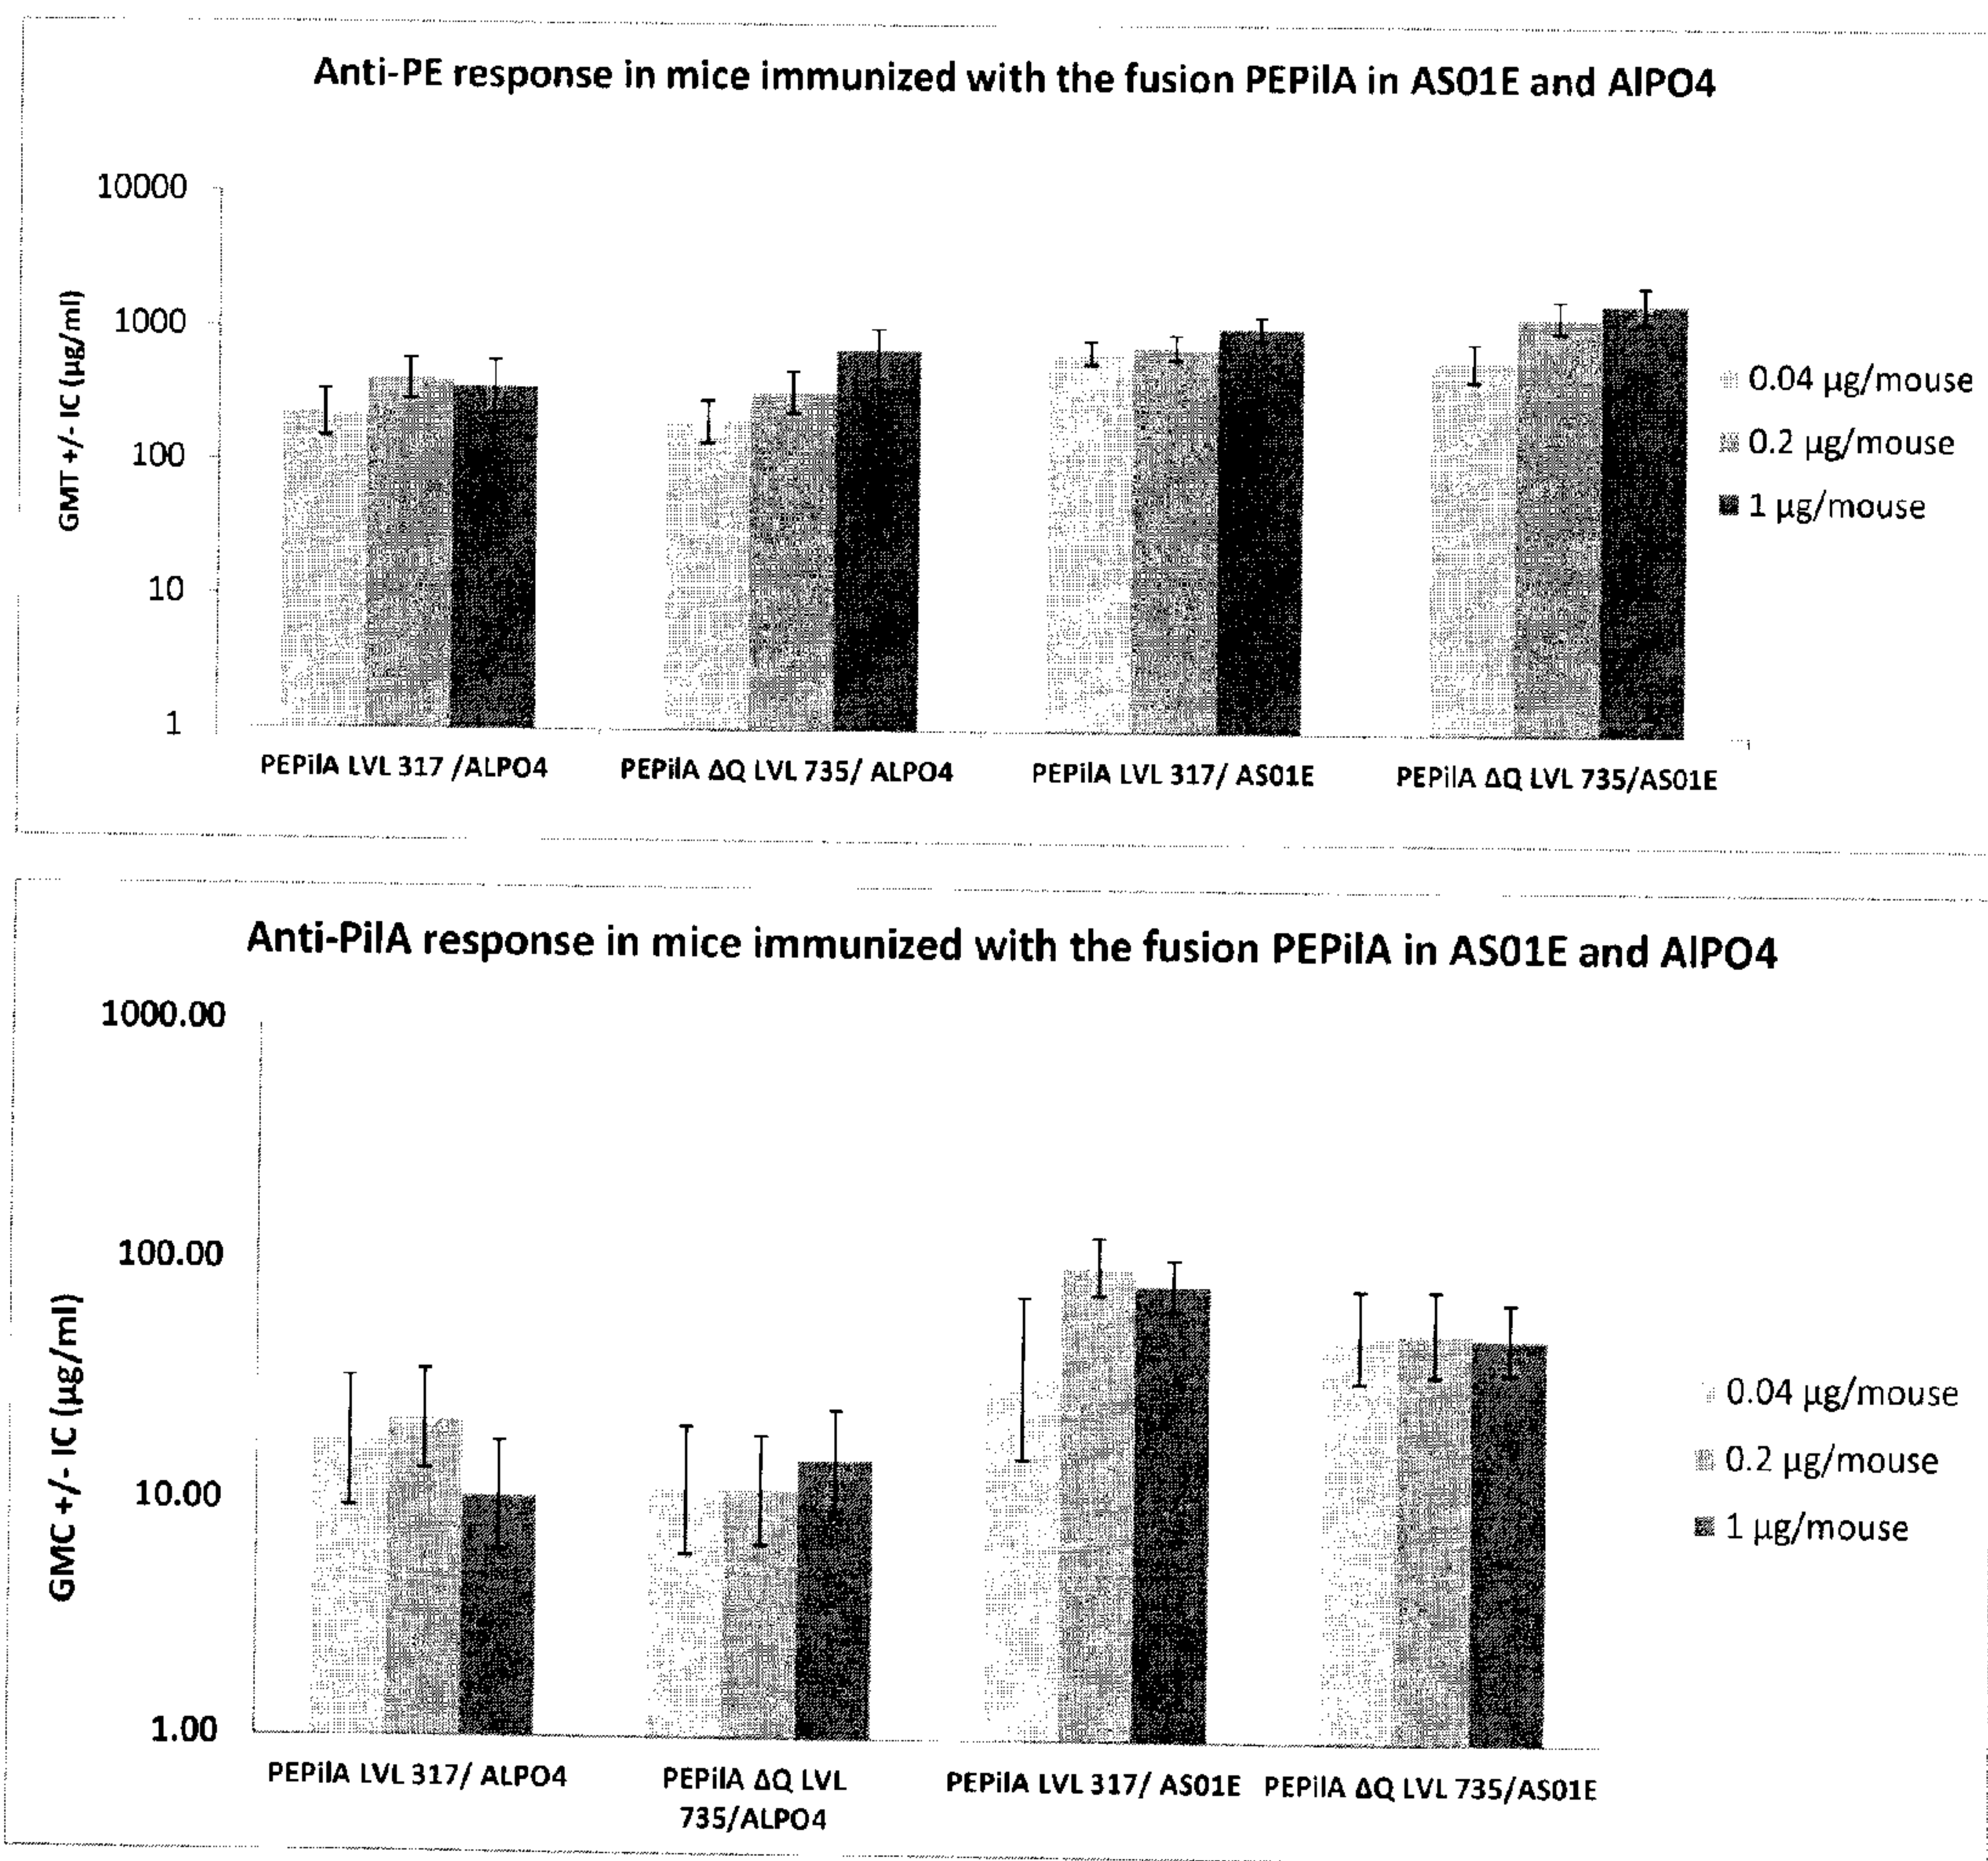 Anti-PE response in mice immunized with the fusion PEPilA in AS01E and AlPO4
10000
1000
100
10
1
GMT +/- IC (µg/ml)
PEPilA LVL 317 /ALPO4
PEPilA ΔQ LVL 735/ ALPO4
PEPilA LVL 317/ AS01E
PEPilA ΔQ LVL 735/AS01E
0.04 µg/mouse
0.2 µg/mouse
1 µg/mouse
Anti-PilA response in mice immunized with the fusion PEPilA in AS01E and AlPO4
1000.00
100.00
10.00
1.00
GMC +/- IC (µg/ml)
PEPilA LVL 317/ ALPO4
PEPilA ΔQ LVL
735/ALPO4
PEPilA LVL 317/ AS01E
PEPilA ΔQ LVL 735/AS01E
0.04 µg/mouse
0.2 µg/mouse
1 µg/mouse